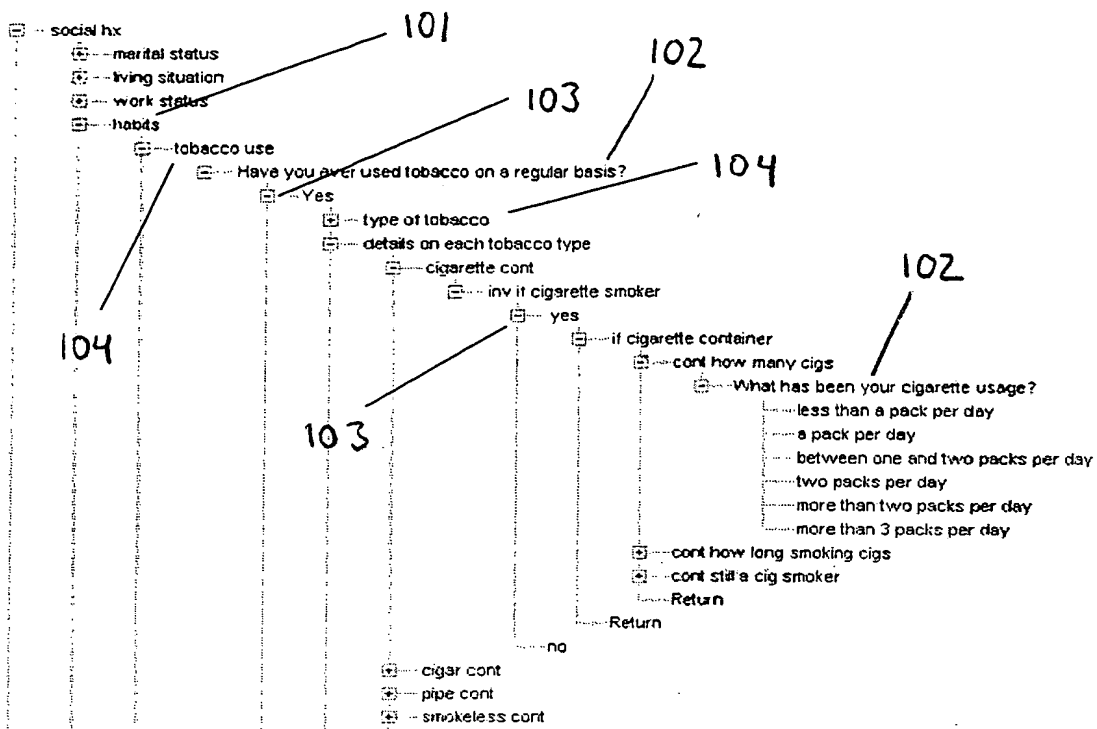 social hx
101
marital status
living situation
102
work status
103
habits
tobacco use
Have you ever used tobacco on a regular basis?
104
Yes
type of tobacco
details on each tobacco type
cigarette cont
102
inv if cigarette smoker
yes
104
if cigarette container
cont how many cigs
What has been your cigarette usage?
less than a pack per day
103
a pack per day
between one and two packs per day
two packs per day
more than two packs per day
more than 3 packs per day
cont how long smoking cigs
cont still a cig smoker
Return
Return
no
cigar cont
pipe cont
smokeless cont